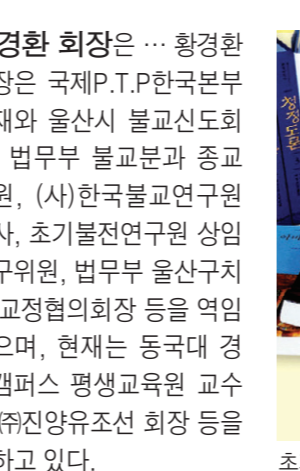 경환 회장은 … 황경환
장은 국제P.T.P한국본부
재와 울산시 불교신도회
법무부 불교분과 종교
원, (사)한국불교연구원
사, 초기불전연구원 상임
구위원, 법무부 울산구치
교정협의회장 등을 역임
으며, 현재는 동국대 경
캠퍼스 평생교육원 교수
㈜진양유조선 회장 등을
하고 있다.
청정도론
초